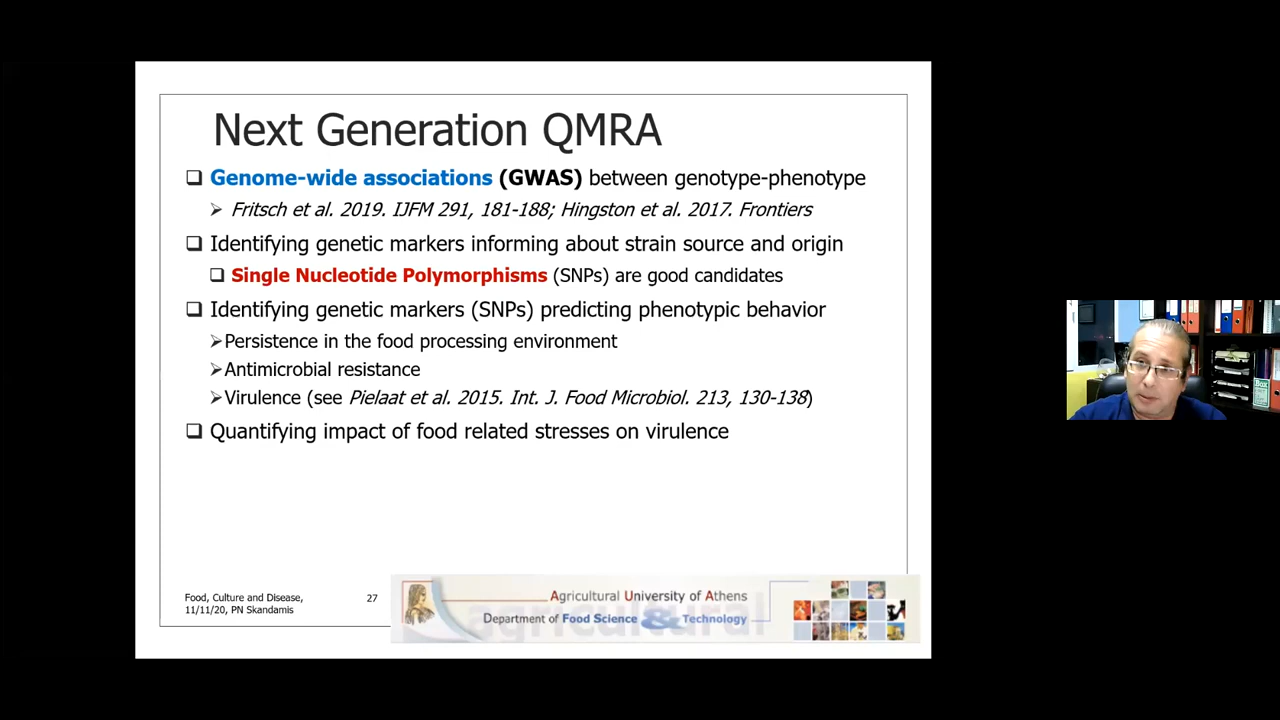 Next Generation QMRA
Genome-wide associations (GWAS) between genotype-phenotype
Fritsch et al. 2019. IJFM 291, 181-188; Hingston et al. 2017. Frontiers
Identifying genetic markers informing about strain source and origin
Single Nucleotide Polymorphisms (SNPs) are good candidates
Identifying genetic markers (SNPs) predicting phenotypic behavior
Persistence in the food processing environment
Antimicrobial resistance
Virulence (see Pielaat et al. 2015. Int. J. Food Microbiol. 213, 130-138)
Quantifying impact of food related stresses on virulence
Food, Culture and Disease,
11/11/20, PN Skandamis
27
Agricultural University of Athens
Department of Food Science & Technology
agricultural
Box